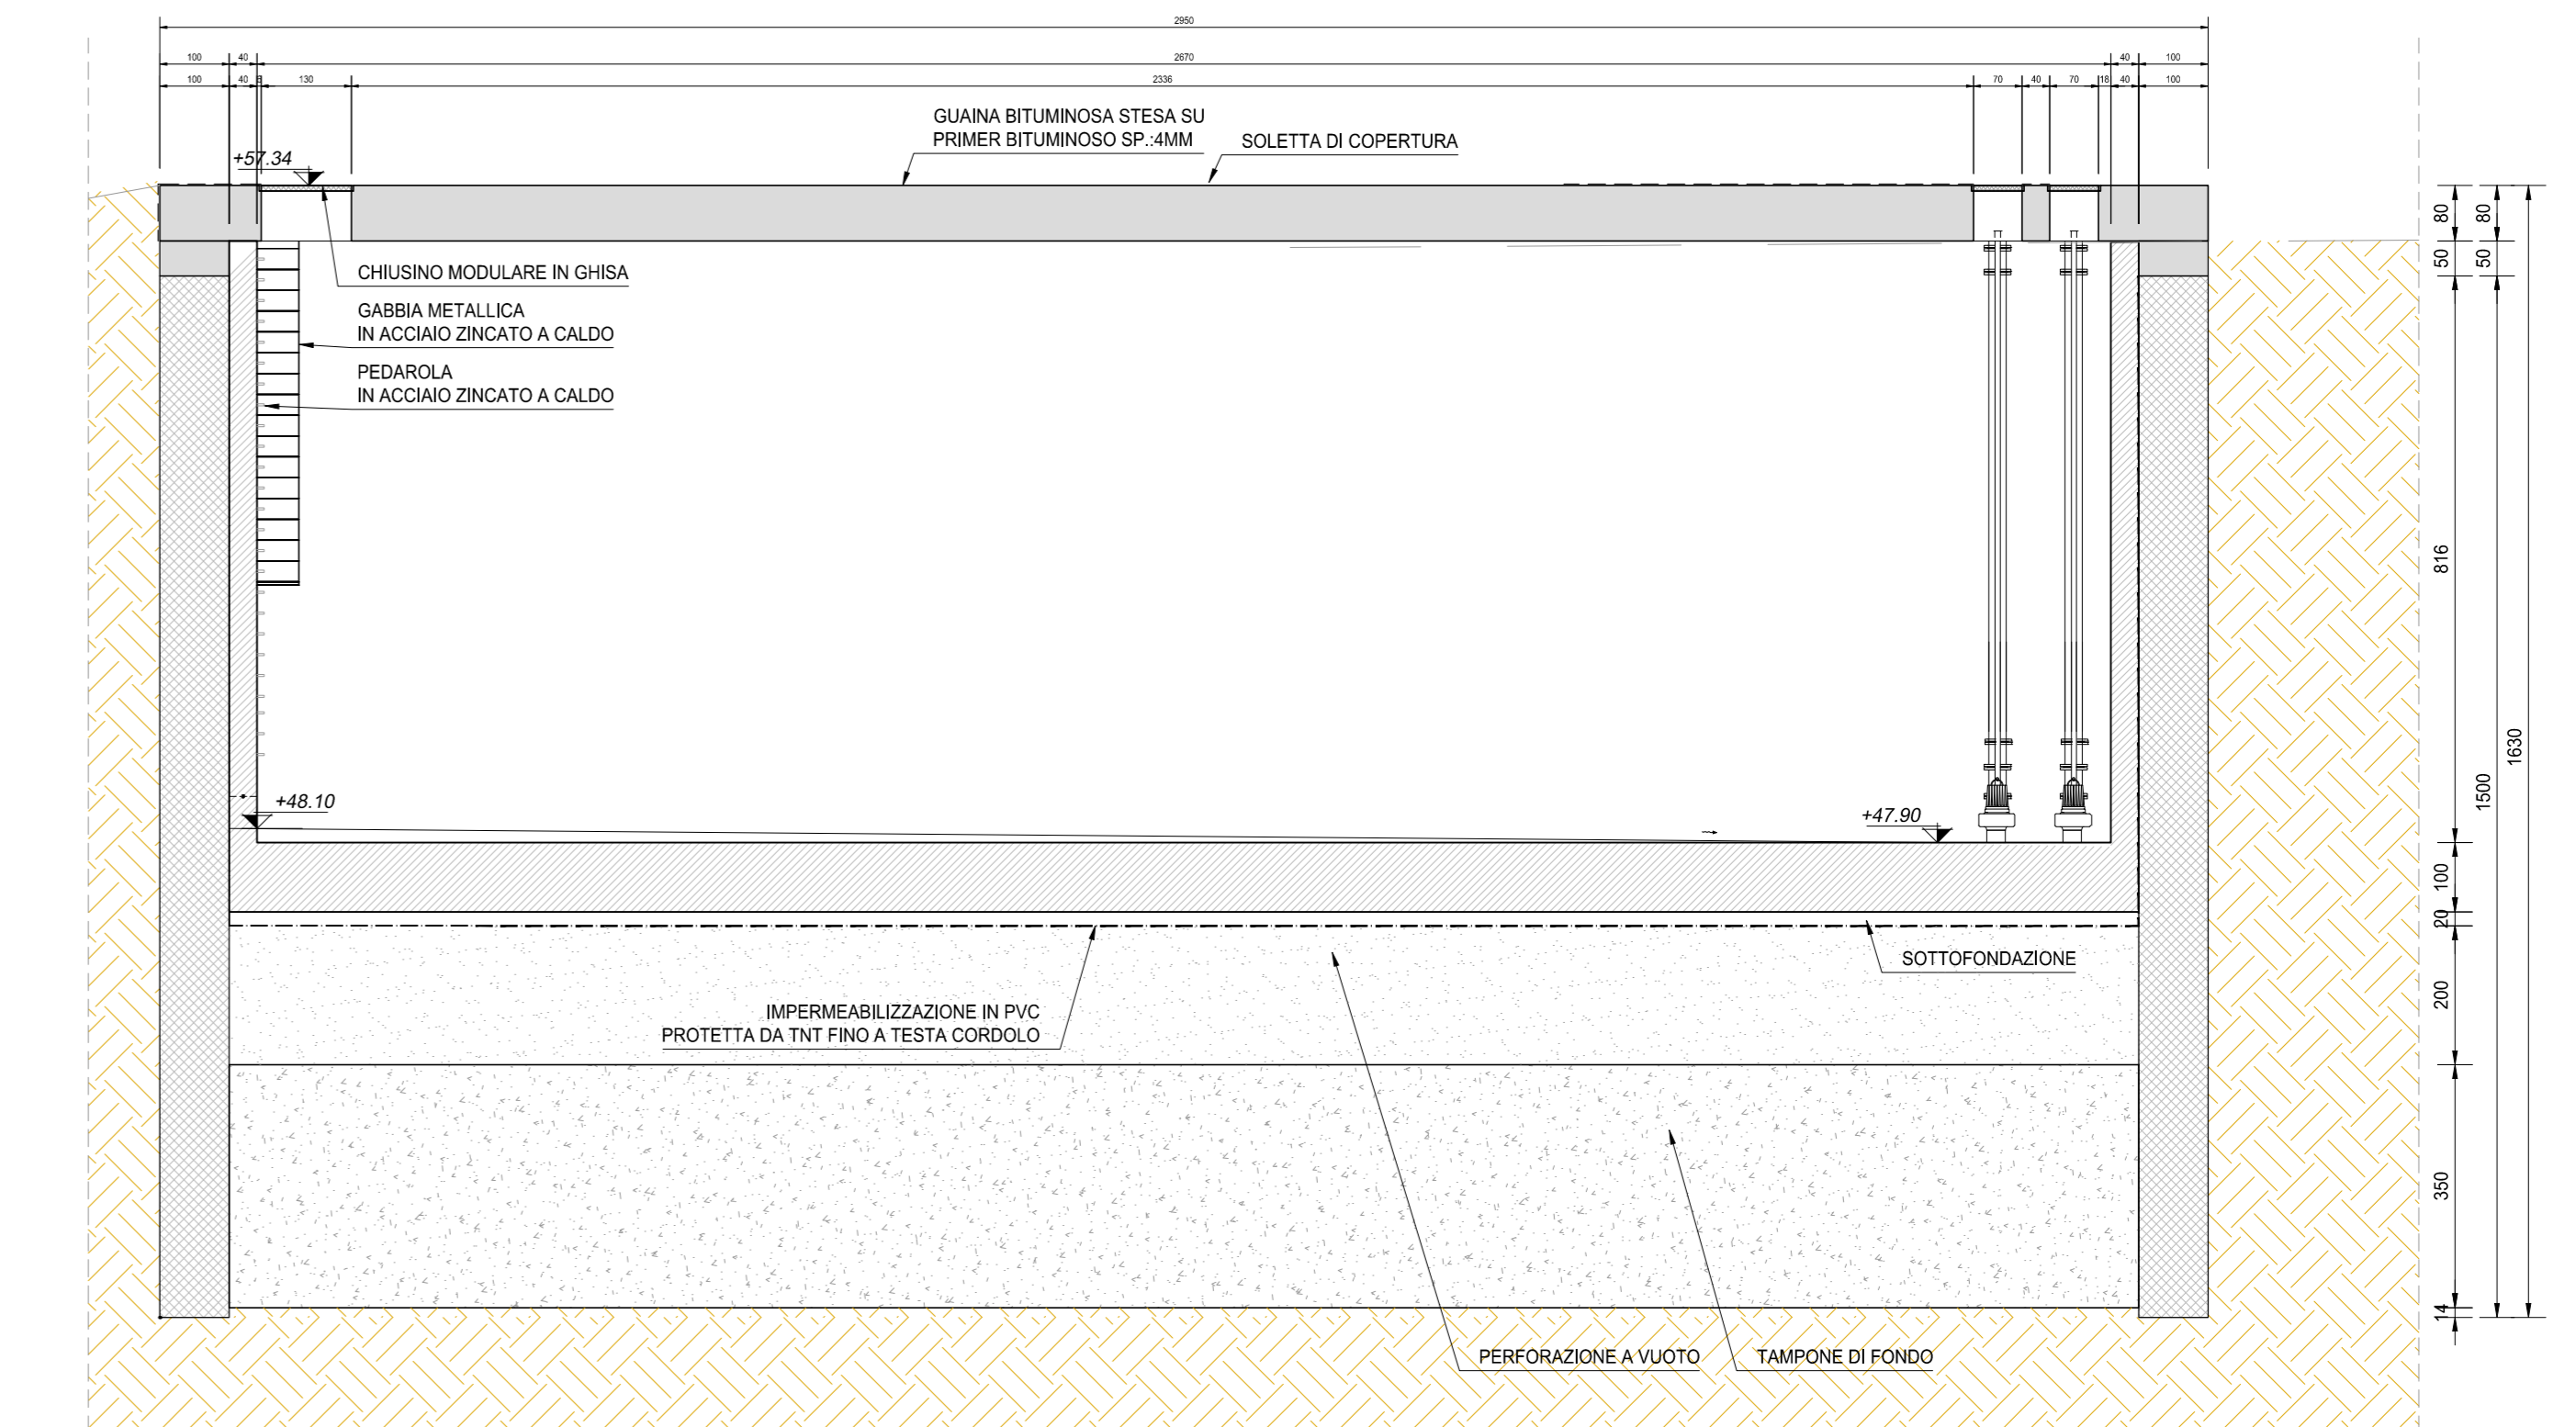 2950
100 40 2670 40 100
100 40 6 130 2336 70 40 70 18 40 100
GUAINA BITUMINOSA STESA SU
PRIMER BITUMINOSO SP.:4MM
SOLETTA DI COPERTURA
+57.34
CHIUSINO MODULARE IN GHISA
GABBIA METALLICA
IN ACCIAIO ZINCATO A CALDO
PEDAROLA
IN ACCIAIO ZINCATO A CALDO
+48.10
+47.90
SOTTOFONDAZIONE
IMPERMEABILIZZAZIONE IN PVC
PROTETTA DA TNT FINO A TESTA CORDOLO
PERFORAZIONE A VUOTO
TAMPONE DI FONDO
80
50
816
100
20
200
350
14
80
50
1500
1630